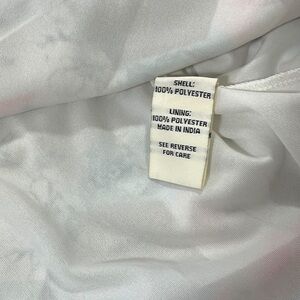 SHELL:
100% POLYESTER
LINING:
100% POLYESTER
MADE IN INDIA
SEE REVERSE
FOR CARE